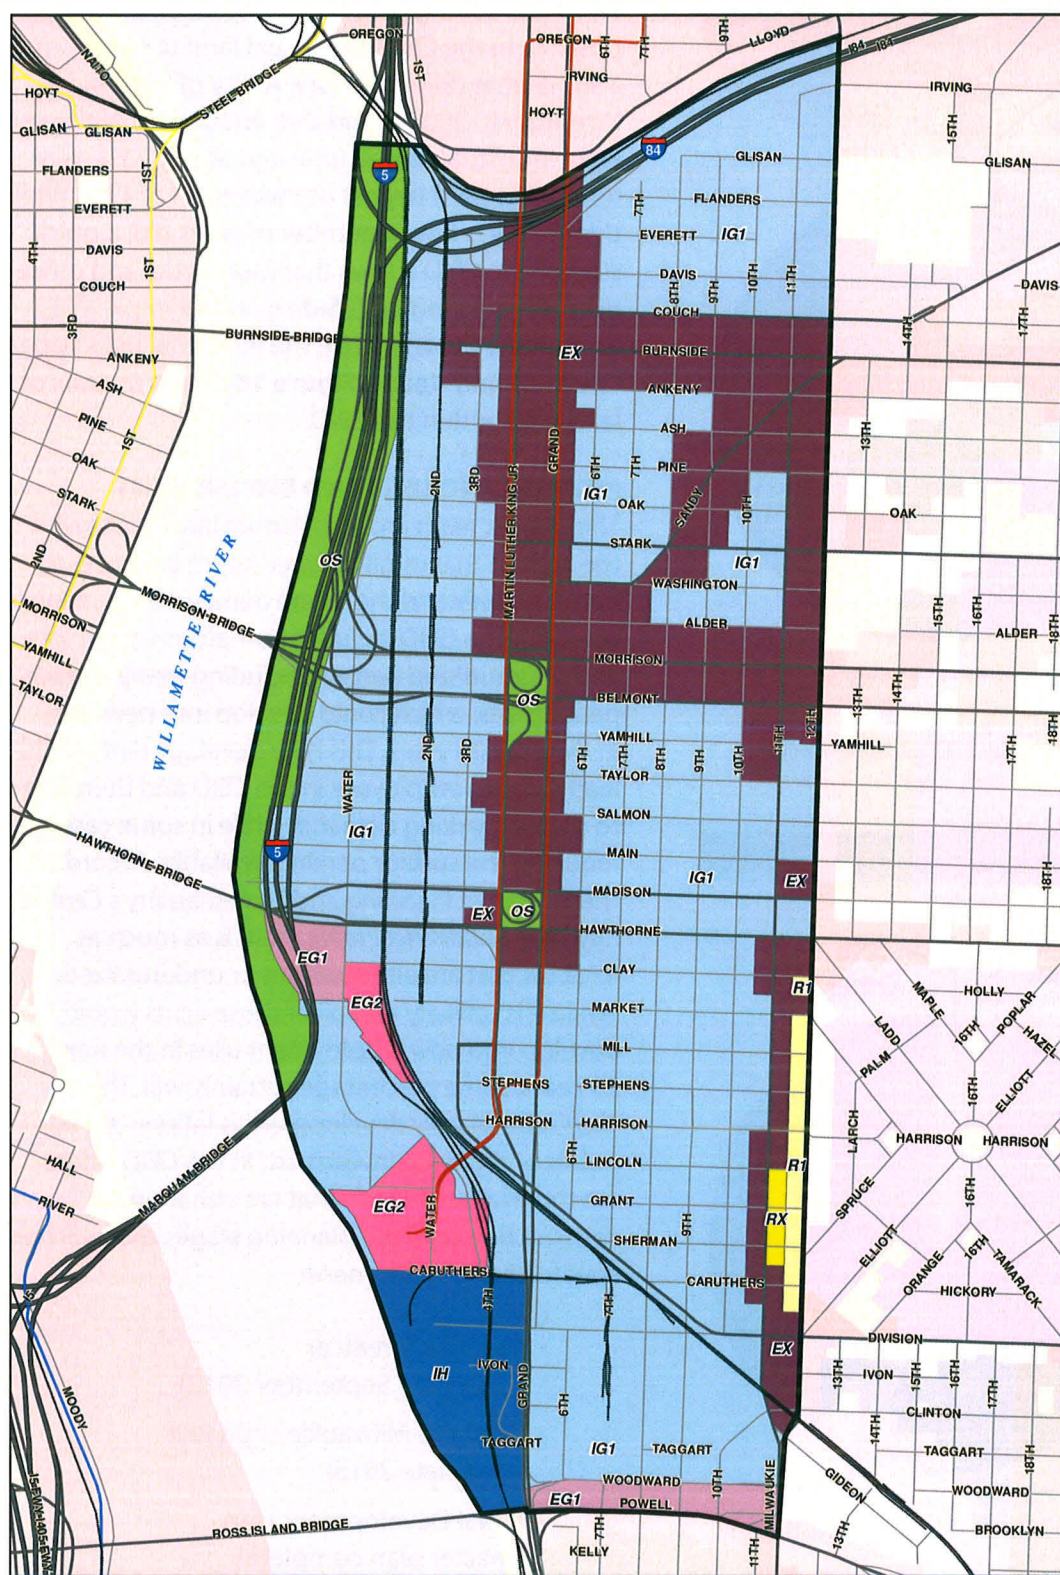 OREGON
1ST
OREGON
6TH
7TH
9TH
LLOYD
I84
I84
NAITO
STEEL BRIDGE
IRVING
IRVING
HOYT
HOYT
15TH
GLISAN
GLISAN
84
GLISAN
GLISAN
5
FLANDERS
1ST
FLANDERS
EVERETT
7TH
EVERETT
IG1
4TH
DAVIS
1ST
DAVIS
10TH
11TH
DAVIS
COUCH
8TH
9TH
COUCH
3RD
BURNSIDE BRIDGE
14TH
17TH
ANKENY
EX
BURNSIDE
ASH
ANKENY
PINE
1ST
ASH
13TH
OAK
2ND
3RD
GRAND
6TH
7TH
PINE
STARK
IG1
OAK
SANDY
10TH
OAK
2ND
OS
MARTIN LUTHER KING JR.
STARK
IG1
WASHINGTON
MORRISON
MORRISON BRIDGE
WILLAMETTE RIVER
ALDER
15TH
16TH
ALDER
18TH
YAMHILL
MORRISON
TAYLOR
OS
BELMONT
13TH
14TH
12TH
11TH
YAMHILL
YAMHILL
17TH
18TH
2ND
3RD
6TH
7TH
8TH
9TH
10TH
TAYLOR
WATER
SALMON
IG1
HAWTHORNE BRIDGE
5
MAIN
18TH
IG1
EX
MADISON
EX
OS
HAWTHORNE
EG1
CLAY
R1
HOLLY
EG2
MARKET
MAPLE
POPLAR
LADD
16TH
HAZEL
MILL
PALM
STEPHENS
STEPHENS
ELLIOTT
16TH
HARRISON
HARRISON
LARCH
HARRISON
HARRISON
MARQUAM BRIDGE
6TH
LINCOLN
R1
HALL
SPRUCE
16TH
RIVER
EG2
GRANT
WATER
9TH
RX
SHERMAN
ELLIOTT
16TH
TAMARACK
ORANGE
CARUTHERS
CARUTHERS
HICKORY
I5
4TH
7TH
DIVISION
EX
IH
IVON
GRAND
13TH
IVON
15TH
16TH
17TH
MOODY
6TH
CLINTON
14TH
TAGGART
IG1
TAGGART
TAGGART
18TH
WOODWARD
10TH
MILWAUKIE
GIDEON
WOODWARD
EG1
POWELL
I5 FWY-I405 FWY
ROSS ISLAND BRIDGE
7TH
13TH
BROOKLYN
KELLY
11TH